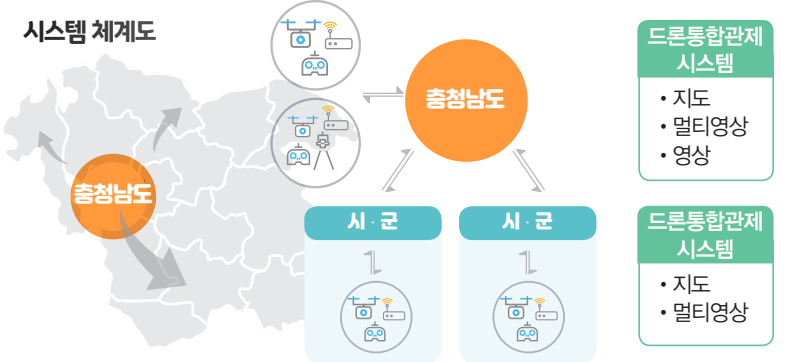 시스템 체계도
충청남도
충청남도
시·군
시·군
드론통합관제
시스템
• 지도
• 멀티영상
• 영상
드론통합관제
시스템
• 지도
• 멀티영상